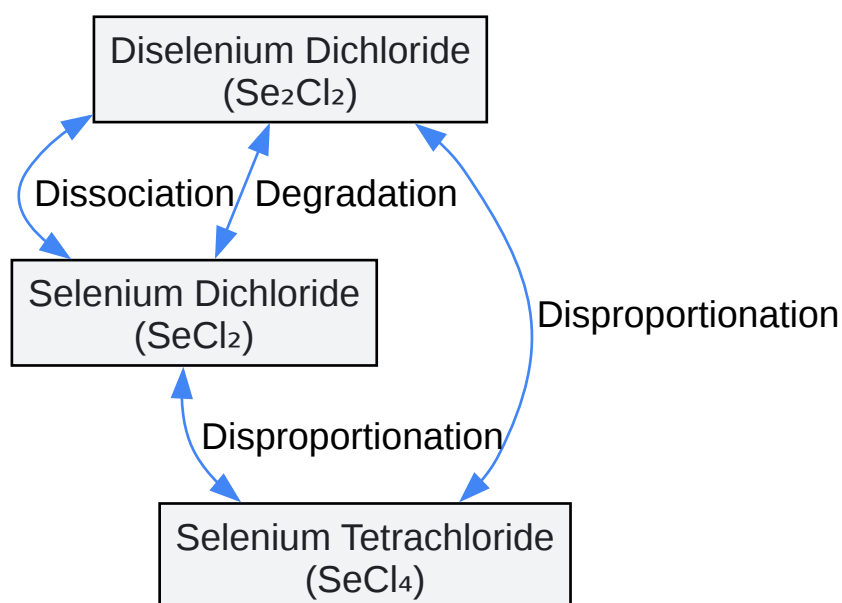 Diselenium Dichloride
(Se₂Cl₂)
Dissociation
Degradation
Selenium Dichloride
(SeCl₂)
Disproportionation
Disproportionation
Selenium Tetrachloride
(SeCl₄)